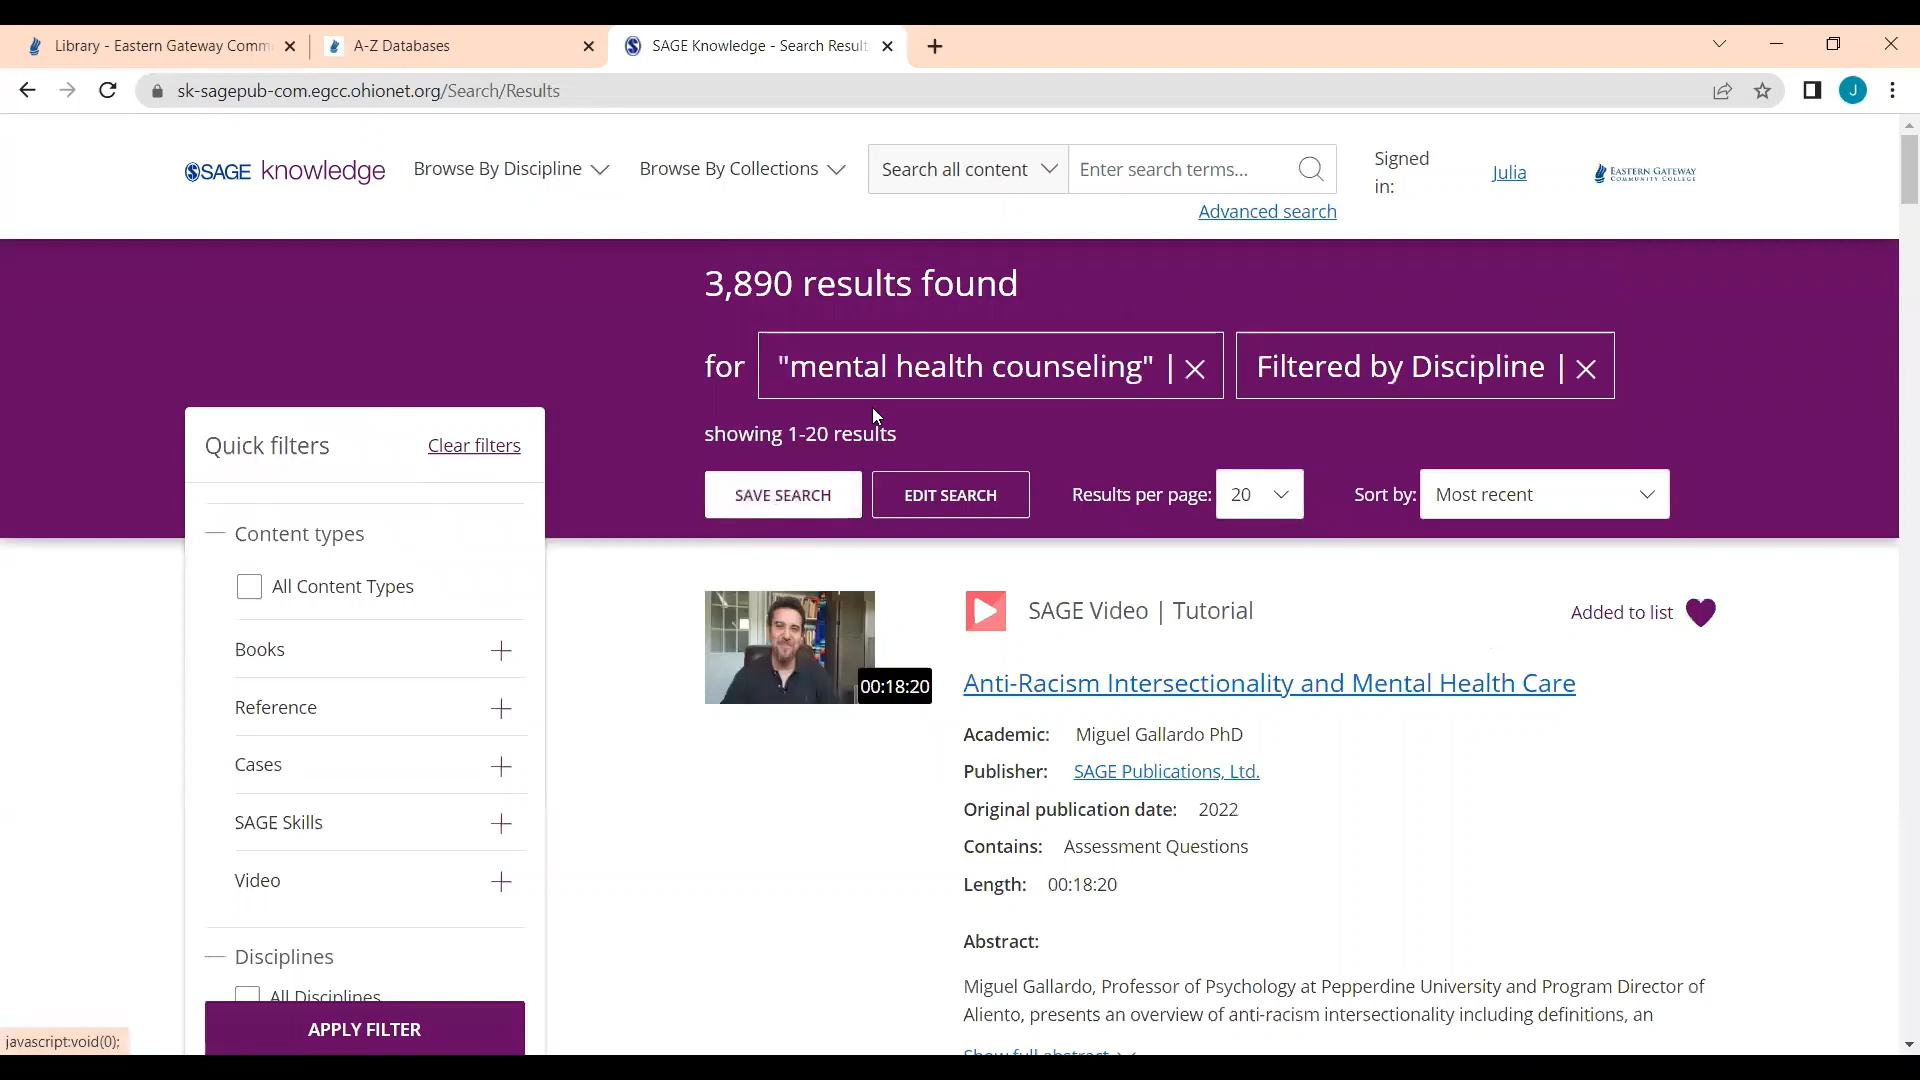 Library - Eastern Gateway Comm
A-Z Databases
SAGE Knowledge - Search Result
sk-sagepub-com.egcc.ohionet.org/Search/Results
J
SAGE knowledge
Browse By Discipline
Browse By Collections
Search all content
Enter search terms...
Advanced search
Signed in:
Julia
EASTERN GATEWAY
COMMUNITY COLLEGE
3,890 results found
for "mental health counseling" | Filtered by Discipline |
showing 1-20 results
SAVE SEARCH
EDIT SEARCH
Results per page: 20
Sort by: Most recent
Quick filters
Clear filters
Content types
All Content Types
Books
Reference
Cases
SAGE Skills
Video
Disciplines
All Disciplines
APPLY FILTER
00:18:20
SAGE Video | Tutorial
Added to list
Anti-Racism Intersectionality and Mental Health Care
Academic: Miguel Gallardo PhD
Publisher: SAGE Publications, Ltd.
Original publication date: 2022
Contains: Assessment Questions
Length: 00:18:20
Abstract:
Miguel Gallardo, Professor of Psychology at Pepperdine University and Program Director of
Aliento, presents an overview of anti-racism intersectionality including definitions, an
Show full abstract
javascript:void(0);